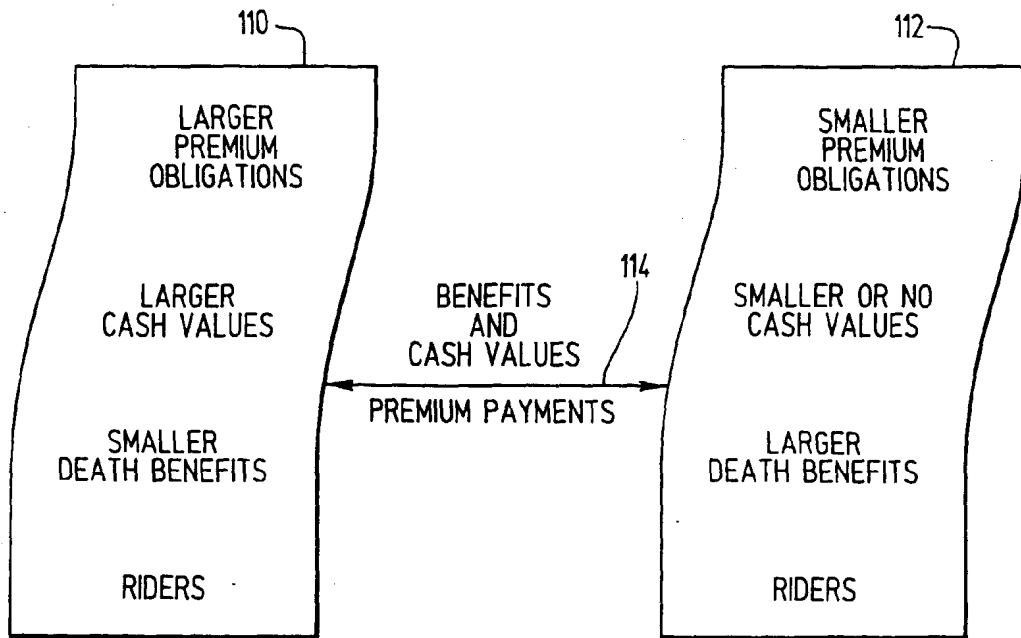 110
LARGER
PREMIUM
OBLIGATIONS
LARGER
CASH VALUES
SMALLER
DEATH BENEFITS
RIDERS
114
BENEFITS
AND
CASH VALUES
PREMIUM PAYMENTS
112
SMALLER
PREMIUM
OBLIGATIONS
SMALLER OR NO
CASH VALUES
LARGER
DEATH BENEFITS
RIDERS